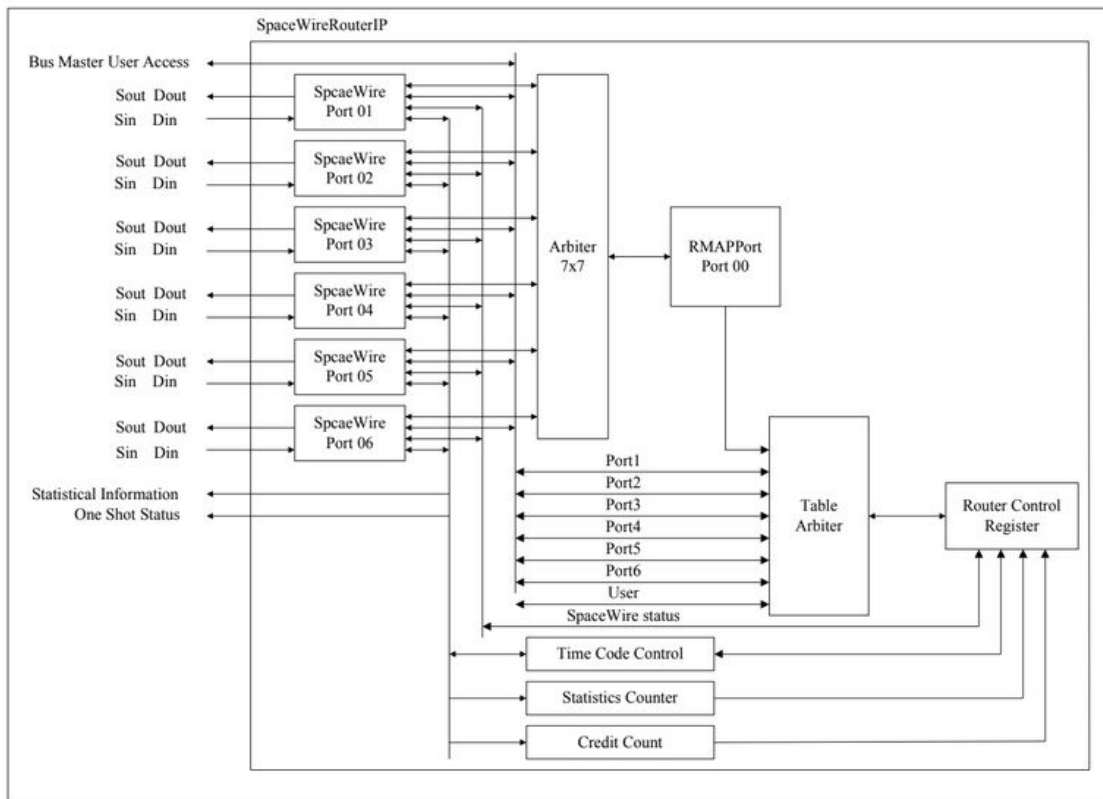 SpaceWireRouterIP
Bus Master User Access
Sout Dout
Sin Din
SpcaeWire
Port 01
Sout Dout
Sin Din
SpcaeWire
Port 02
Sout Dout
Sin Din
SpcaeWire
Port 03
Sout Dout
Sin Din
SpcaeWire
Port 04
Sout Dout
Sin Din
SpcaeWire
Port 05
Sout Dout
Sin Din
SpcaeWire
Port 06
Arbiter
7x7
RMAPPort
Port 00
Statistical Information
One Shot Status
Port1
Port2
Port3
Port4
Port5
Port6
User
SpaceWire status
Table
Arbiter
Router Control
Register
Time Code Control
Statistics Counter
Credit Count